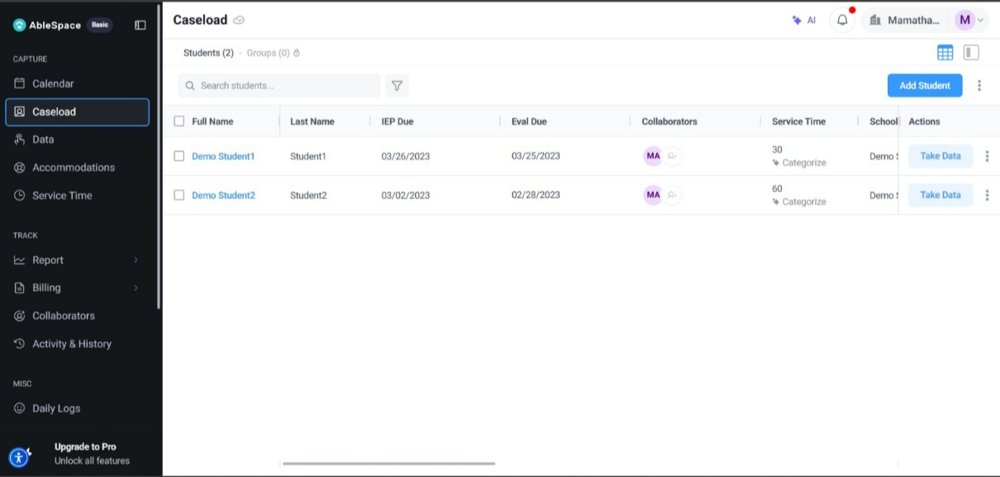 AbleSpace Basic
CAPTURE
Calendar
Caseload
Data
Accommodations
Service Time
TRACK
Report
Billing
Collaborators
Activity & History
MISC
Daily Logs
Upgrade to Pro
Unlock all features
Caseload
AI
Mamatha... M
Students (2) · Groups (0)
Search students...
Add Student
Full Name Last Name IEP Due Eval Due Collaborators Service Time School Actions
Demo Student1 Student1 03/26/2023 03/25/2023 MA 30 Demo Take Data
Categorize
Demo Student2 Student2 03/02/2023 02/28/2023 MA 60 Demo Take Data
Categorize